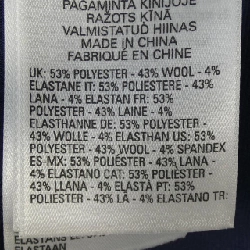 PAGAMINTA KINIJOJE
RAŽOTS ĶĪNĀ
VALMISTATUD HIINAS
MADE IN CHINA
FABRIQUÉ EN CHINE
UK: 53% POLYESTER - 43% WOOL - 4%
ELASTANE IT: 53% POLIESTERE - 43%
LANA - 4% ELASTAN FR: 53%
POLYESTER - 43% LAINE - 4%
ELASTHANNE DE: 53% POLYESTER -
43% WOLLE - 4% ELASTHAN US: 53%
POLYESTER - 43% WOOL - 4% SPANDEX
ES-MX: 53% POLIÉSTER - 43% LANA -
4% ELASTANO CAT: 53% POLIÈSTER -
43% LLANA - 4% ELASTÀ PT: 53%
POLIÉSTER - 43% LÃ - 4% ELASTANO TR:
ELASTAAN